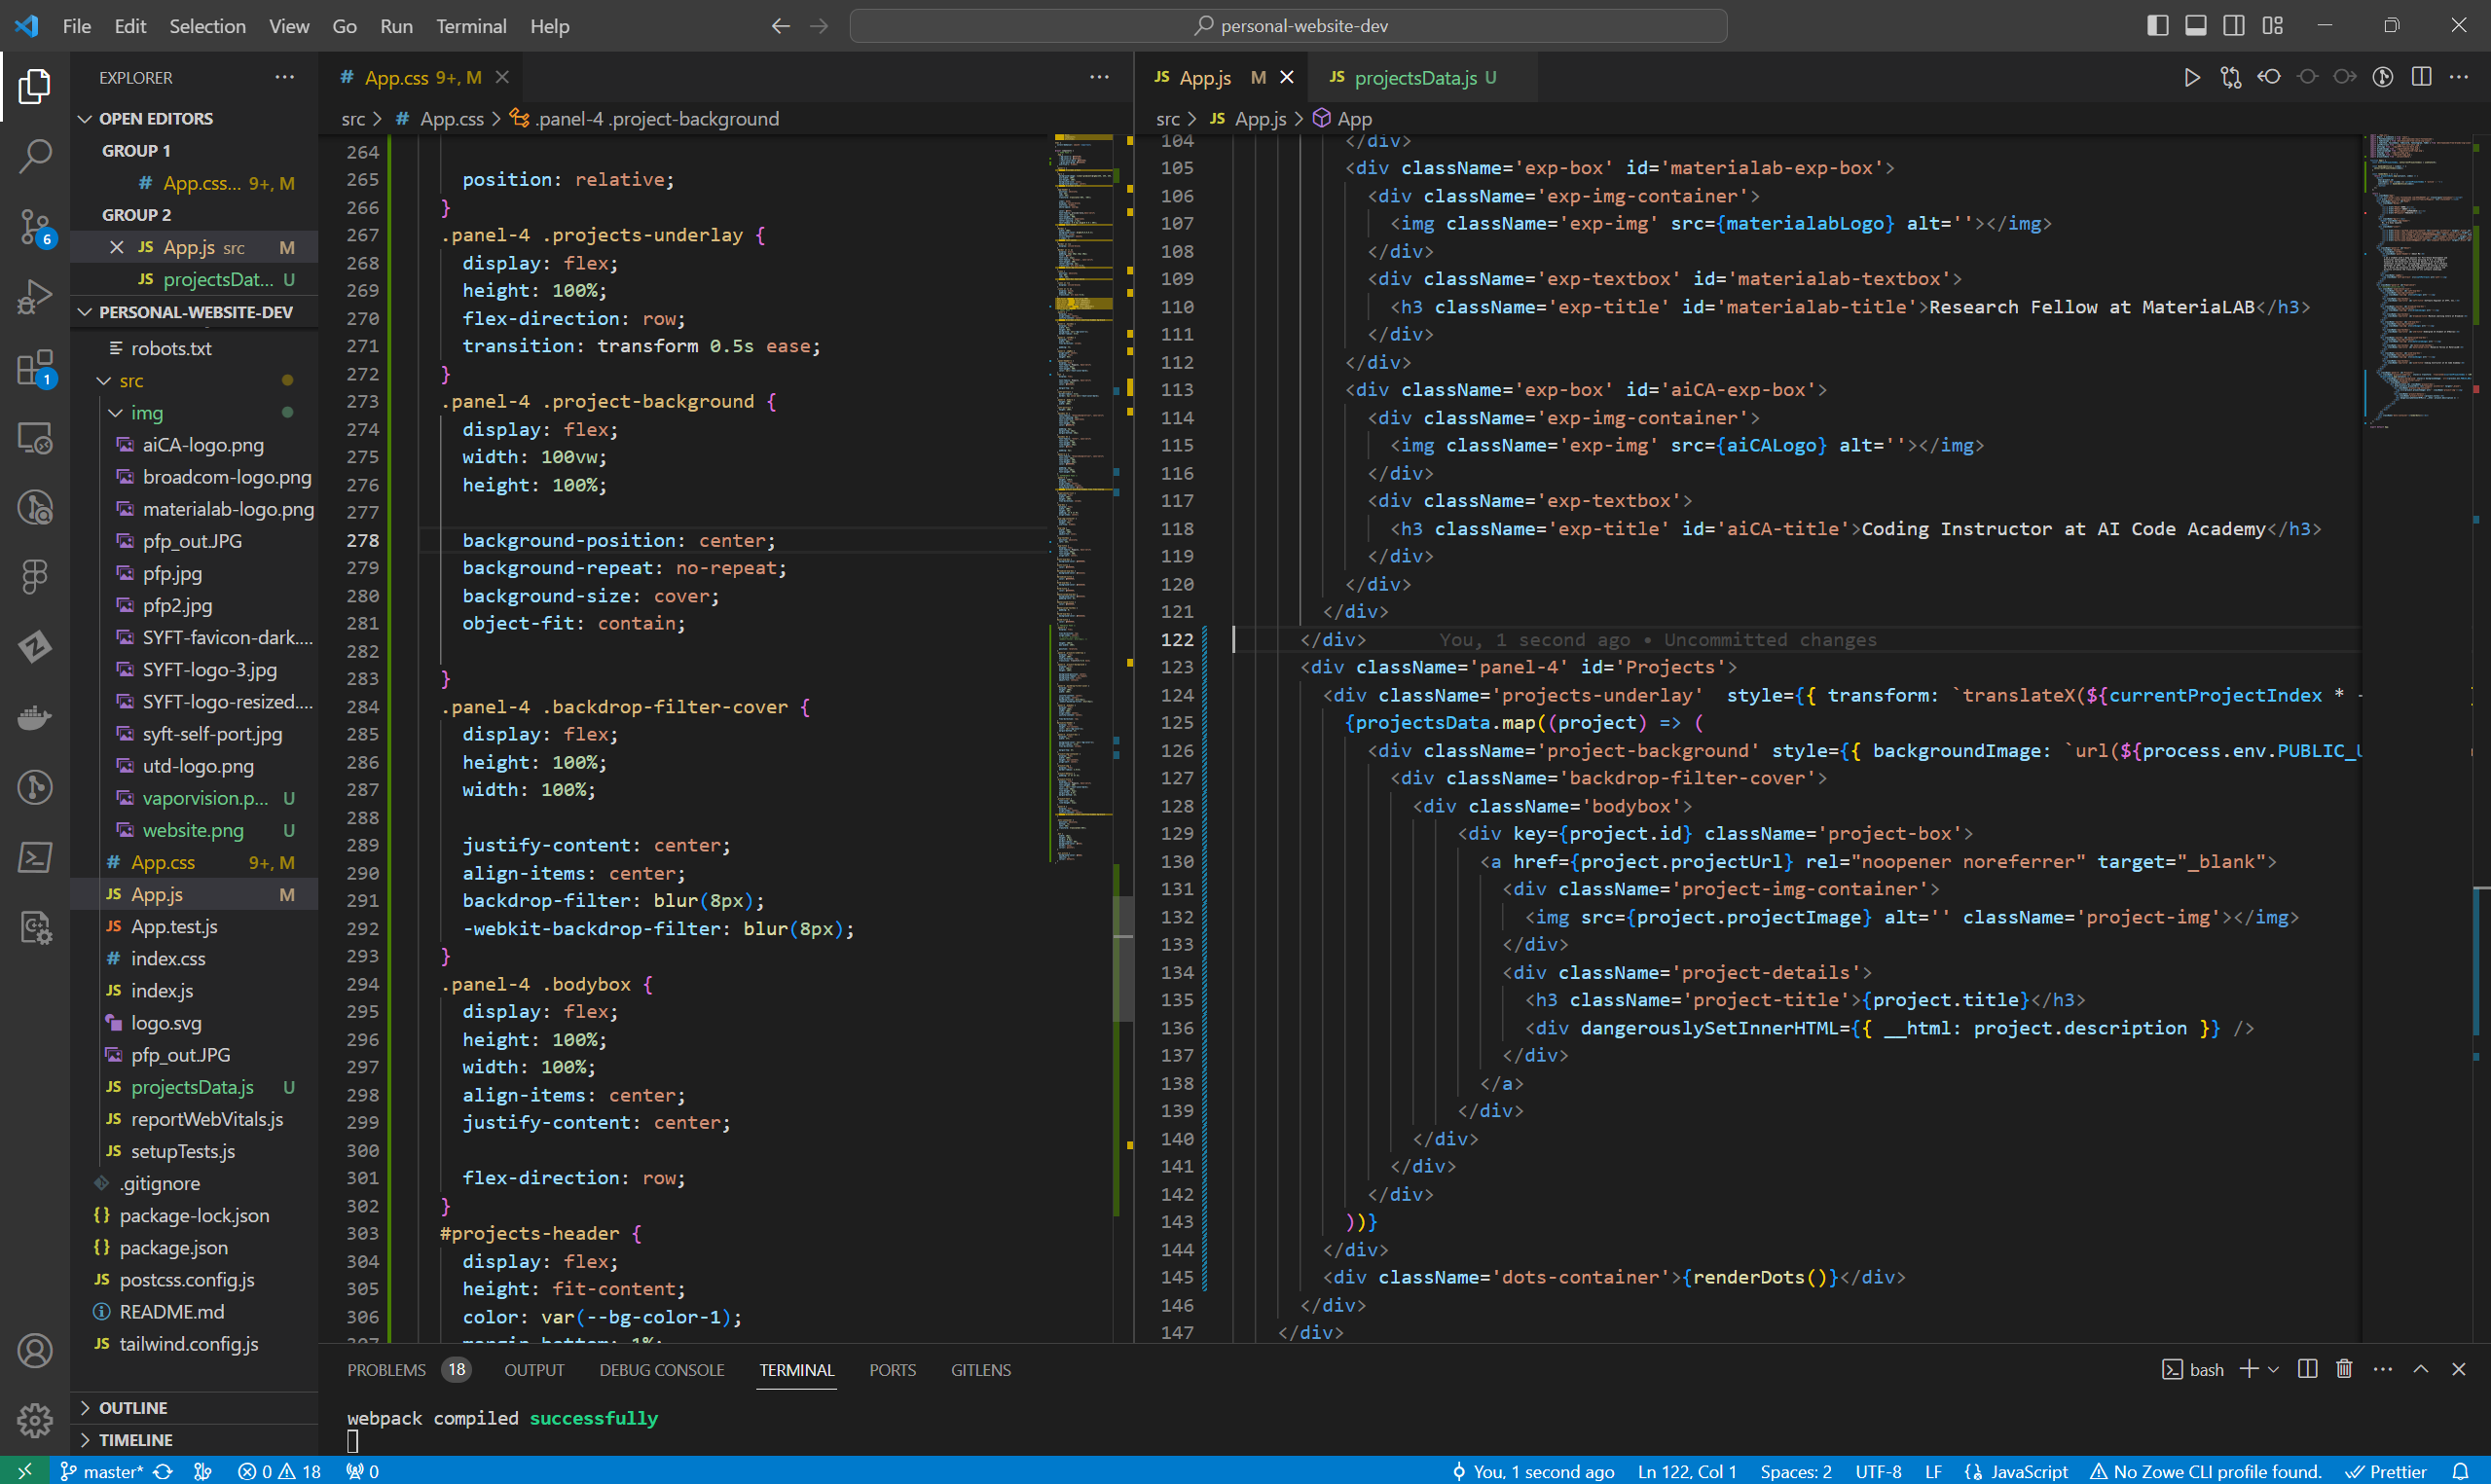 File Edit Selection View Go Run Terminal Help
personal-website-dev
EXPLORER
OPEN EDITORS
GROUP 1
# App.css... 9+, M
GROUP 2
JS App.js src M
JS projectsDat... U
PERSONAL-WEBSITE-DEV
robots.txt
src
img
aiCA-logo.png
broadcom-logo.png
materialab-logo.png
pfp_out.JPG
pfp.jpg
pfp2.jpg
SYFT-favicon-dark....
SYFT-logo-3.jpg
SYFT-logo-resized....
syft-self-port.jpg
utd-logo.png
vaporvision.p... U
website.png U
# App.css 9+, M
JS App.js M
JS App.test.js
# index.css
JS index.js
logo.svg
pfp_out.JPG
JS projectsData.js U
JS reportWebVitals.js
JS setupTests.js
.gitignore
{} package-lock.json
{} package.json
JS postcss.config.js
README.md
JS tailwind.config.js
OUTLINE
TIMELINE
6
1
# App.css 9+, M
src > # App.css > .panel-4 .project-background
264
265 position: relative;
266 }
267 .panel-4 .projects-underlay {
268 display: flex;
269 height: 100%;
270 flex-direction: row;
271 transition: transform 0.5s ease;
272 }
273 .panel-4 .project-background {
274 display: flex;
275 width: 100vw;
276 height: 100%;
277
278 background-position: center;
279 background-repeat: no-repeat;
280 background-size: cover;
281 object-fit: contain;
282
283 }
284 .panel-4 .backdrop-filter-cover {
285 display: flex;
286 height: 100%;
287 width: 100%;
288
289 justify-content: center;
290 align-items: center;
291 backdrop-filter: blur(8px);
292 -webkit-backdrop-filter: blur(8px);
293 }
294 .panel-4 .bodybox {
295 display: flex;
296 height: 100%;
297 width: 100%;
298 align-items: center;
299 justify-content: center;
300
301 flex-direction: row;
302 }
303 #projects-header {
304 display: flex;
305 height: fit-content;
306 color: var(--bg-color-1);
JS App.js M
JS projectsData.js U
src > JS App.js > App
104 </div>
105 <div className='exp-box' id='materialab-exp-box'>
106 <div className='exp-img-container'>
107 <img className='exp-img' src={materialabLogo} alt=''></img>
108 </div>
109 <div className='exp-textbox' id='materialab-textbox'>
110 <h3 className='exp-title' id='materialab-title'>Research Fellow at MateriaLAB</h3>
111 </div>
112 </div>
113 <div className='exp-box' id='aiCA-exp-box'>
114 <div className='exp-img-container'>
115 <img className='exp-img' src={aiCALogo} alt=''></img>
116 </div>
117 <div className='exp-textbox'>
118 <h3 className='exp-title' id='aiCA-title'>Coding Instructor at AI Code Academy</h3>
119 </div>
120 </div>
121 </div>
122 </div> You, 1 second ago • Uncommitted changes
123 <div className='panel-4' id='Projects'>
124 <div className='projects-underlay' style={{ transform: `translateX(${currentProjectIndex * -
125 {projectsData.map((project) => (
126 <div className='project-background' style={{ backgroundImage: `url(${process.env.PUBLIC_U
127 <div className='backdrop-filter-cover'>
128 <div className='bodybox'>
129 <div key={project.id} className='project-box'>
130 <a href={project.projectUrl} rel="noopener noreferrer" target="_blank">
131 <div className='project-img-container'>
132 <img src={project.projectImage} alt='' className='project-img'></img>
133 </div>
134 <div className='project-details'>
135 <h3 className='project-title'>{project.title}</h3>
136 <div dangerouslySetInnerHTML={{ __html: project.description }} />
137 </div>
138 </a>
139 </div>
140 </div>
141 </div>
142 </div>
143 ))}
144 </div>
145 <div className='dots-container'>{renderDots()}</div>
146 </div>
147 </div>
PROBLEMS 18 OUTPUT DEBUG CONSOLE TERMINAL PORTS GITLENS
bash
webpack compiled successfully
master* 0 18 0
You, 1 second ago Ln 122, Col 1 Spaces: 2 UTF-8 LF {} JavaScript No Zowe CLI profile found. Prettier